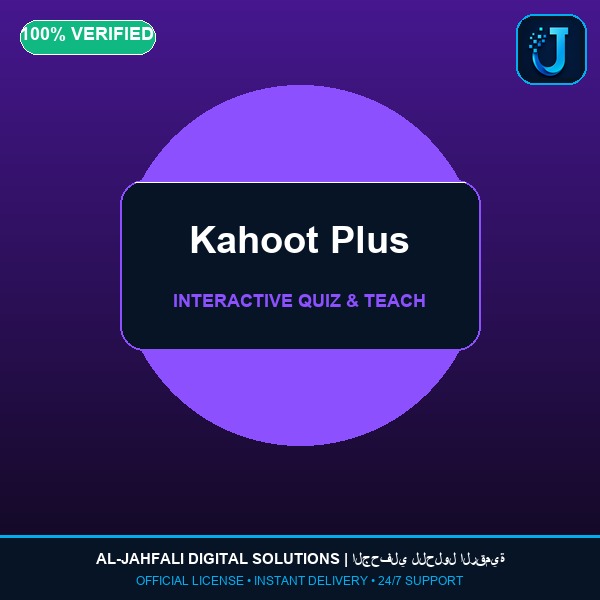 100% VERIFIED
Kahoot Plus
INTERACTIVE QUIZ & TEACH
AL-JAHFALI DIGITAL SOLUTIONS | الجحفلي للحلول الرقمية
OFFICIAL LICENSE • INSTANT DELIVERY • 24/7 SUPPORT